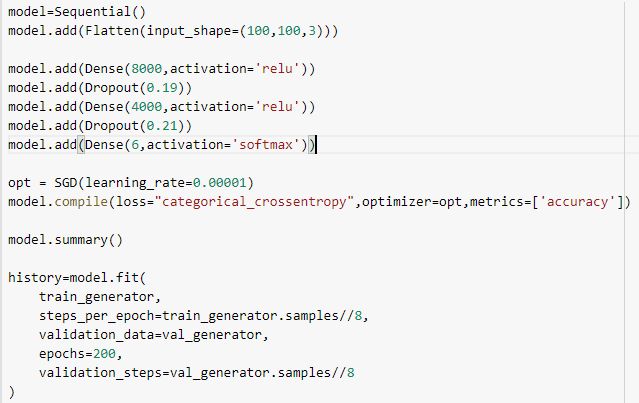 model=Sequential()
model.add(Flatten(input_shape=(100,100,3)))
model.add(Dense(8000,activation='relu'))
model.add(Dropout(0.19))
model.add(Dense(4000,activation='relu'))
model.add(Dropout(0.21))
model.add(Dense(6,activation='softmax'))
opt = SGD(learning_rate=0.00001)
model.compile(loss="categorical_crossentropy",optimizer=opt,metrics=['accuracy'])
model.summary()
history=model.fit(
    train_generator,
    steps_per_epoch=train_generator.samples//8,
    validation_data=val_generator,
    epochs=200,
    validation_steps=val_generator.samples//8
)